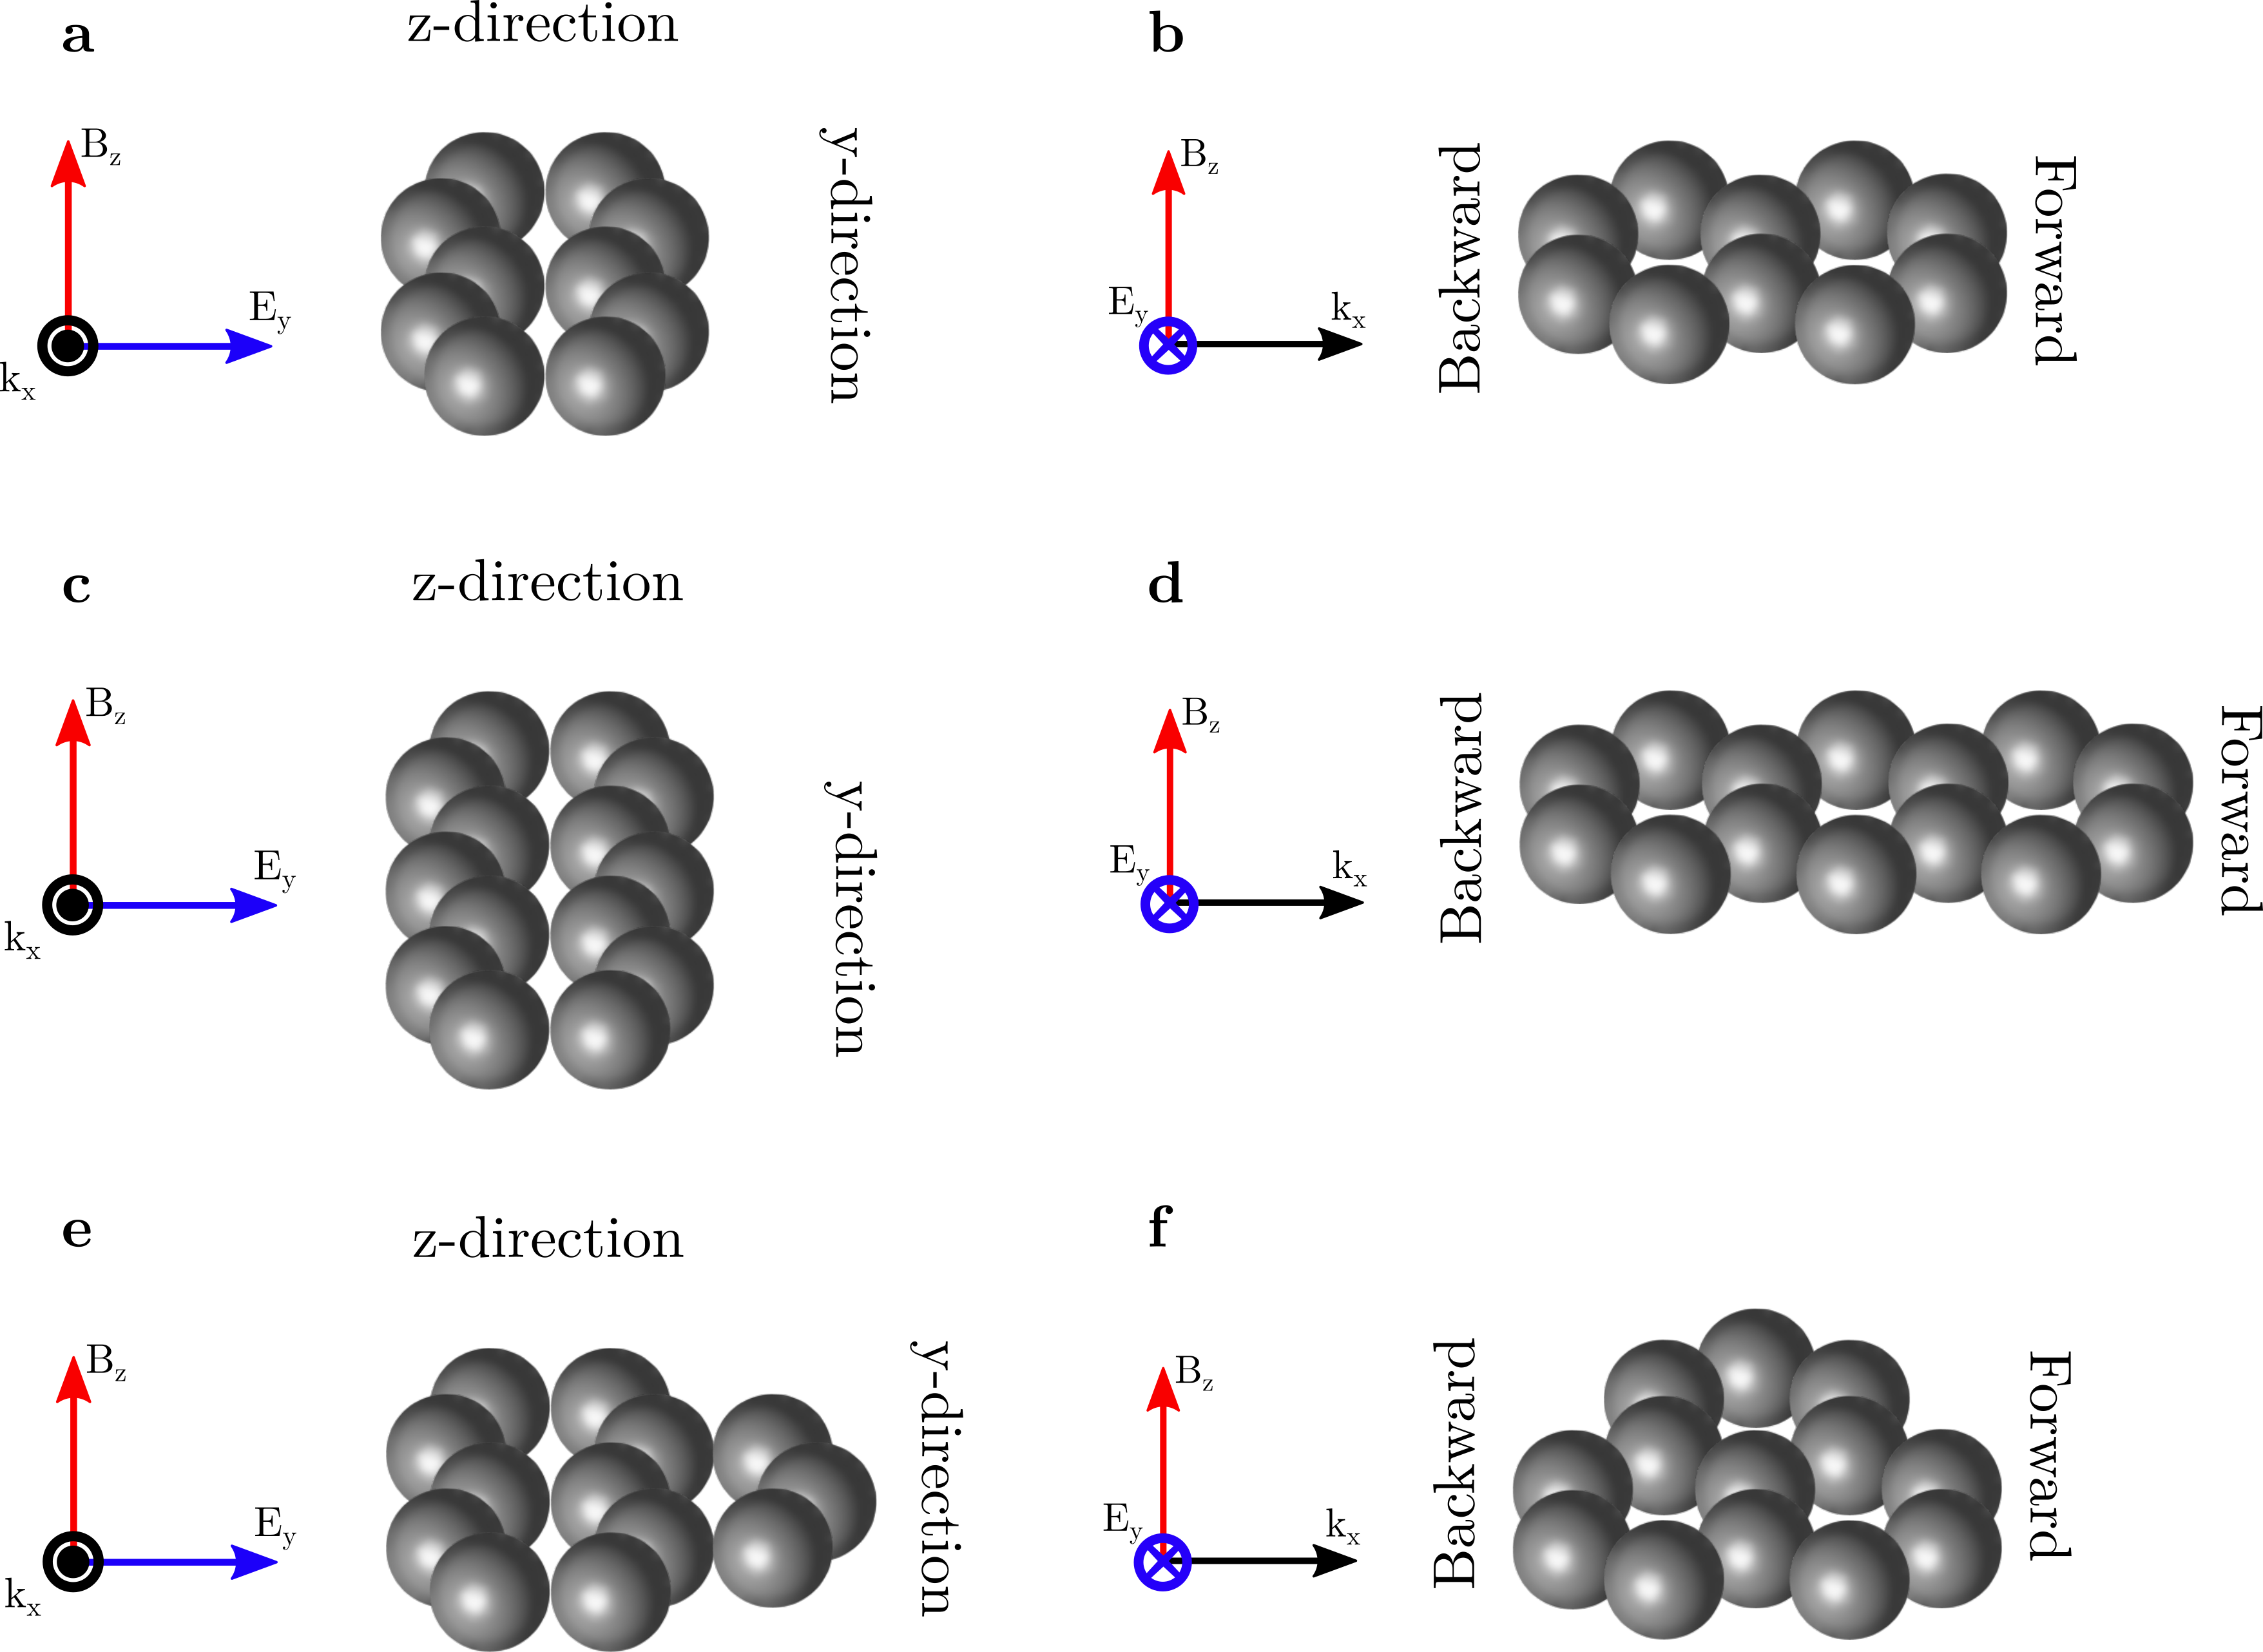 a
z-direction
B_z
E_y
k_x
y-direction
b
B_z
E_y
k_x
Backward
Forward
c
z-direction
B_z
E_y
k_x
y-direction
d
B_z
E_y
k_x
Backward
Forward
e
z-direction
B_z
E_y
k_x
y-direction
f
B_z
E_y
k_x
Backward
Forward